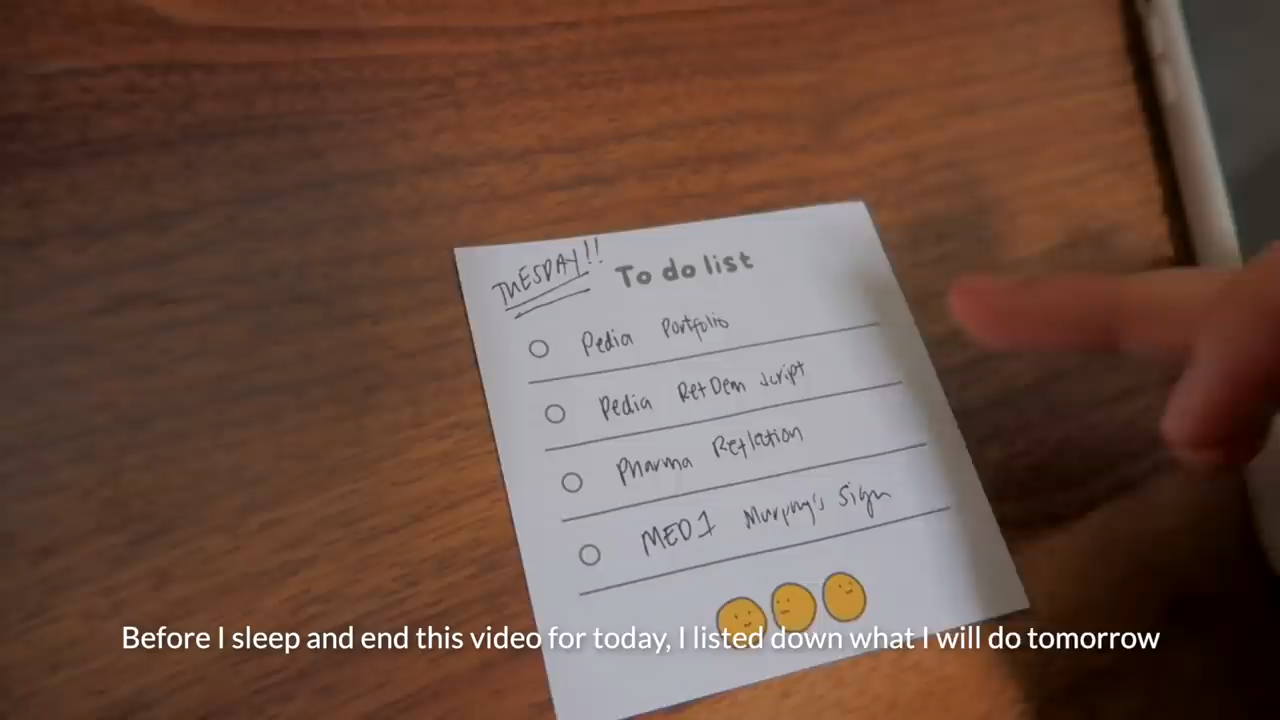 TUESDAY!!
To do list
Pedia Portfolio
Pedia RetDem Script
Pharma Reflection
MED 1 Murphy's Sign
Before I sleep and end this video for today, I listed down what I will do tomorrow